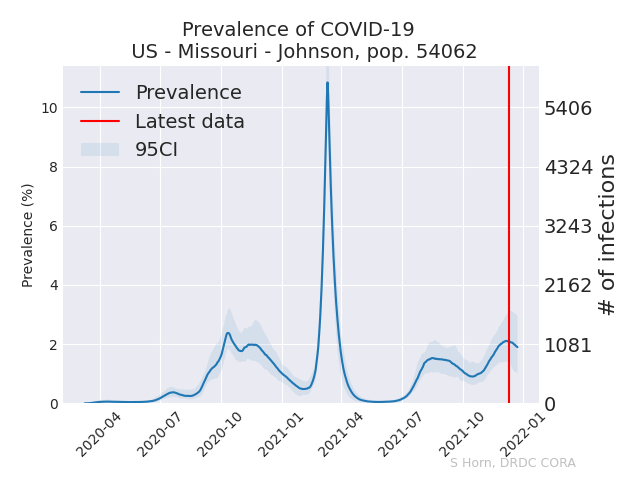 Prevalence of COVID-19
US - Missouri - Johnson, pop. 54062
Prevalence
Latest data
95CI
Prevalence (%)
10
8
6
4
2
0
5406
4324
3243
2162
1081
0
# of infections
2020-04
2020-07
2020-10
2021-01
2021-04
2021-07
2021-10
2022-01
S Horn, DRDC CORA